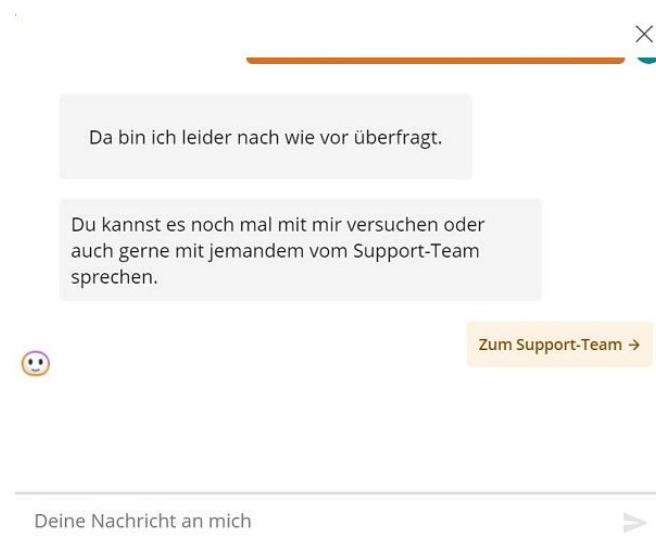 Da bin ich leider nach wie vor überfragt.
Du kannst es noch mal mit mir versuchen oder
auch gerne mit jemandem vom Support-Team
sprechen.
Zum Support-Team →
Deine Nachricht an mich